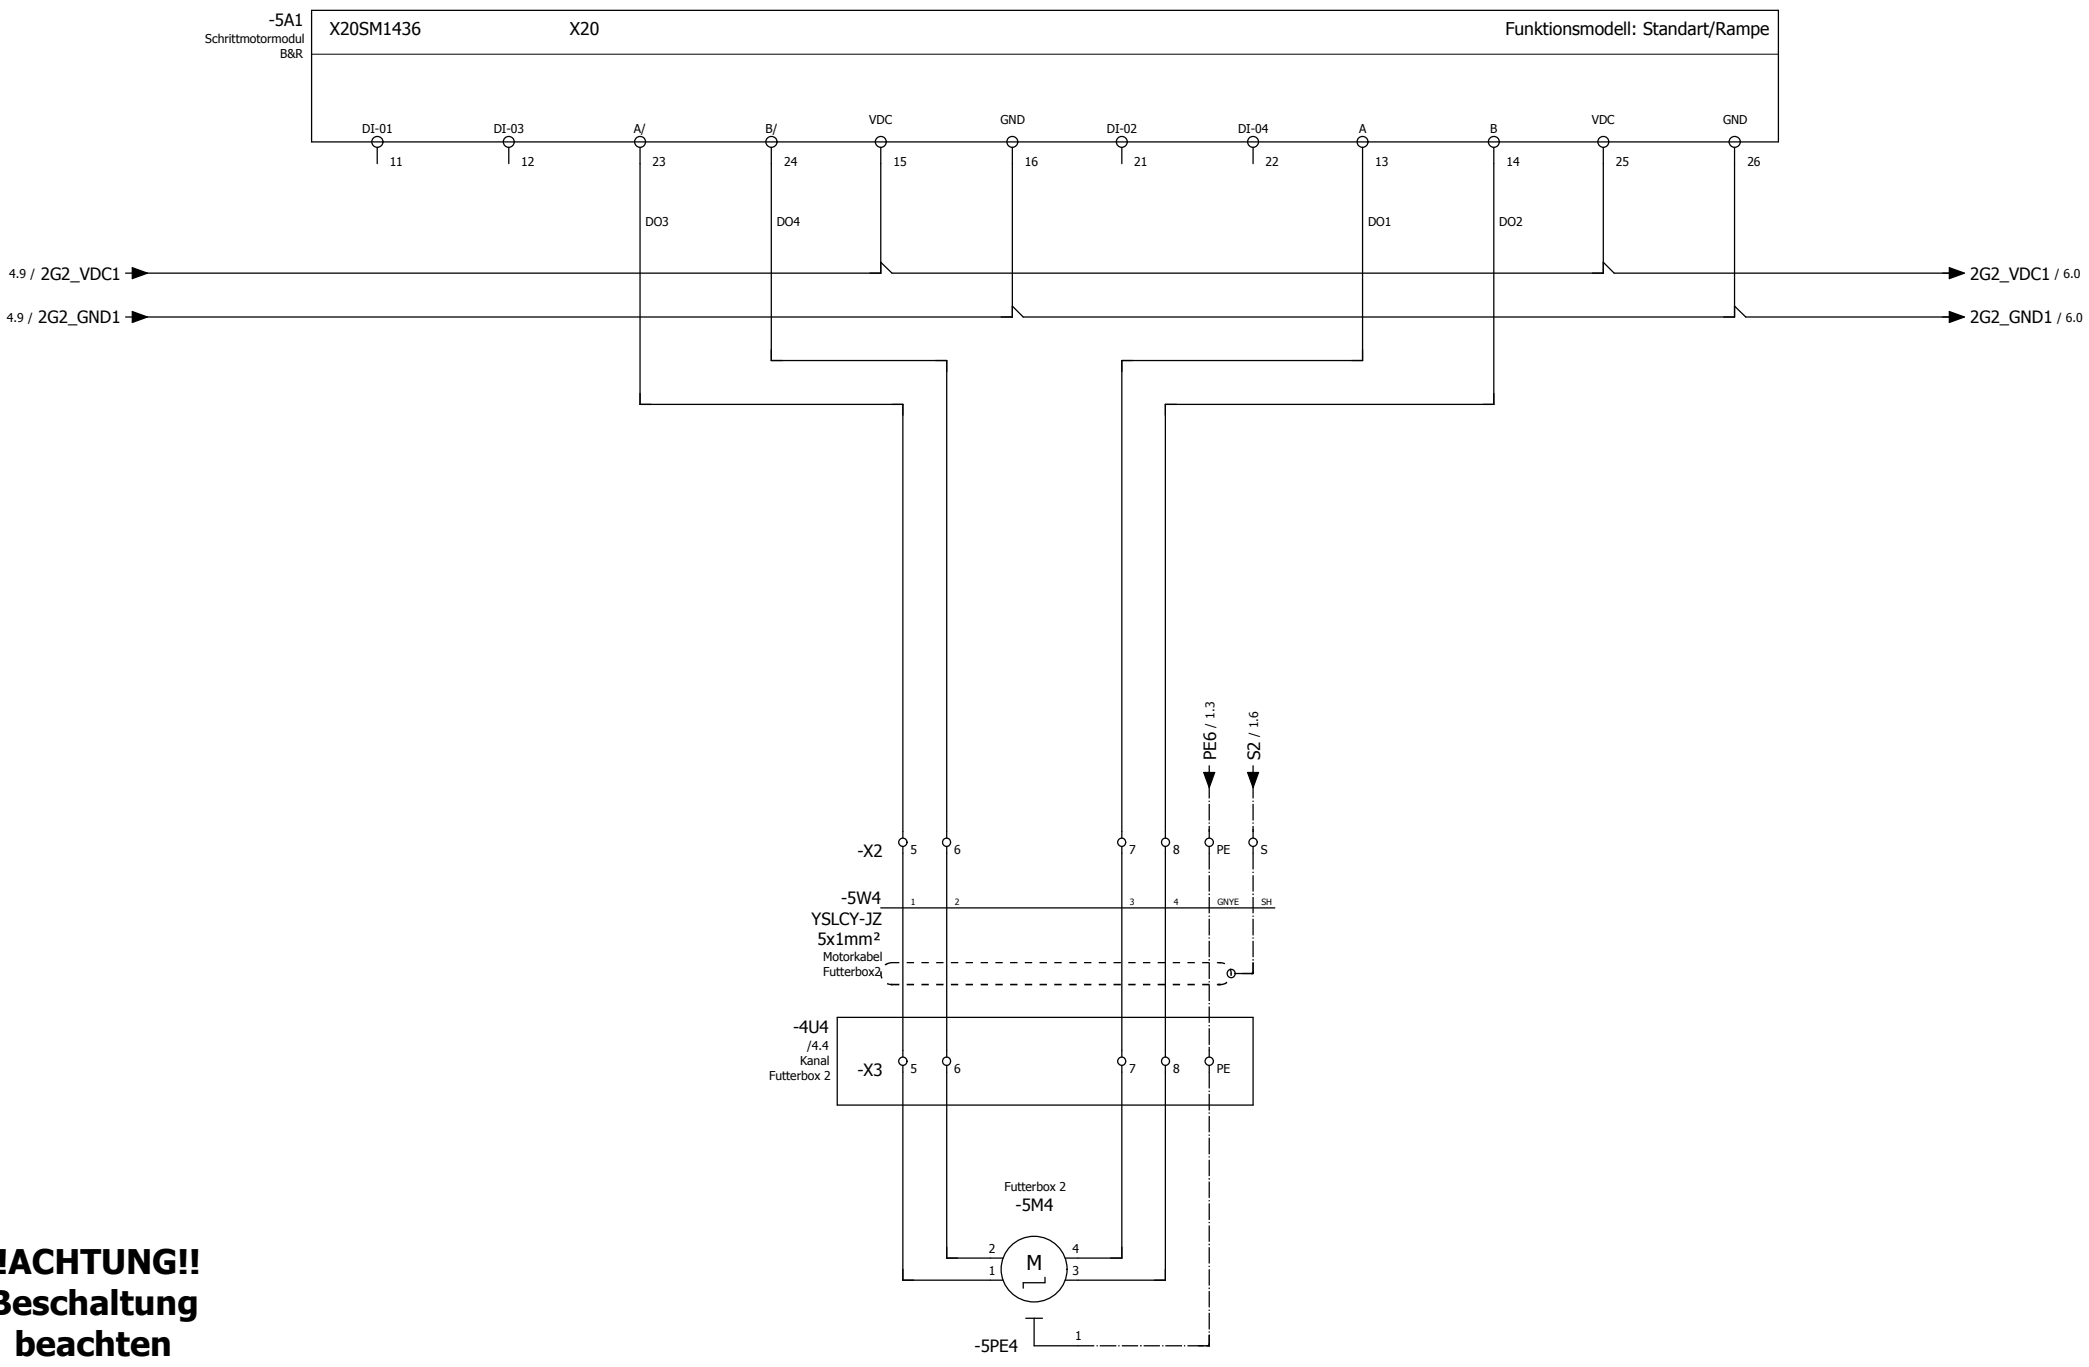 -5A1
Schrittmotormodul
B&R
X20SM1436 X20 Funktionsmodell: Standart/Rampe
DI-01 DI-03 A/ B/ VDC GND DI-02 DI-04 A B VDC GND
11 12 23 24 15 16 21 22 13 14 25 26
DO3 DO4 DO1 DO2
4.9 / 2G2_VDC1 2G2_VDC1 / 6.0
4.9 / 2G2_GND1 2G2_GND1 / 6.0
PE6 / 1.3
S2 / 1.6
-X2 5 6 7 8 PE S
-5W4 1 2 3 4 GNYE SH
YSLCY-JZ
5x1mm²
Motorkabel
Futterbox2
-4U4
/4.4
Kanal
Futterbox 2
-X3 5 6 7 8 PE
Futterbox 2
-5M4
2 M 4
1 3
-5PE4 1
!ACHTUNG!!
Beschaltung
beachten